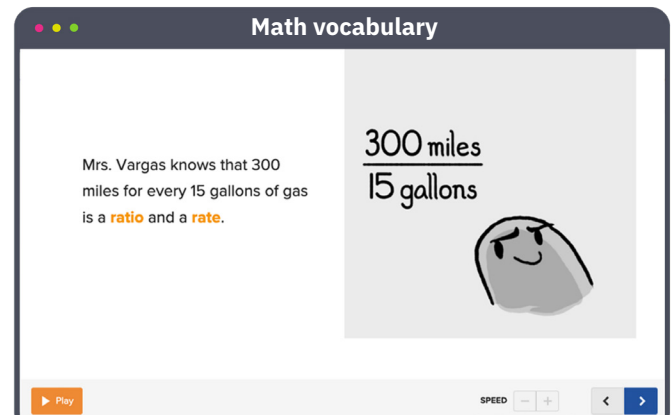 Math vocabulary
Mrs. Vargas knows that 300
miles for every 15 gallons of gas
is a ratio and a rate.
300 miles
15 gallons
Play
SPEED